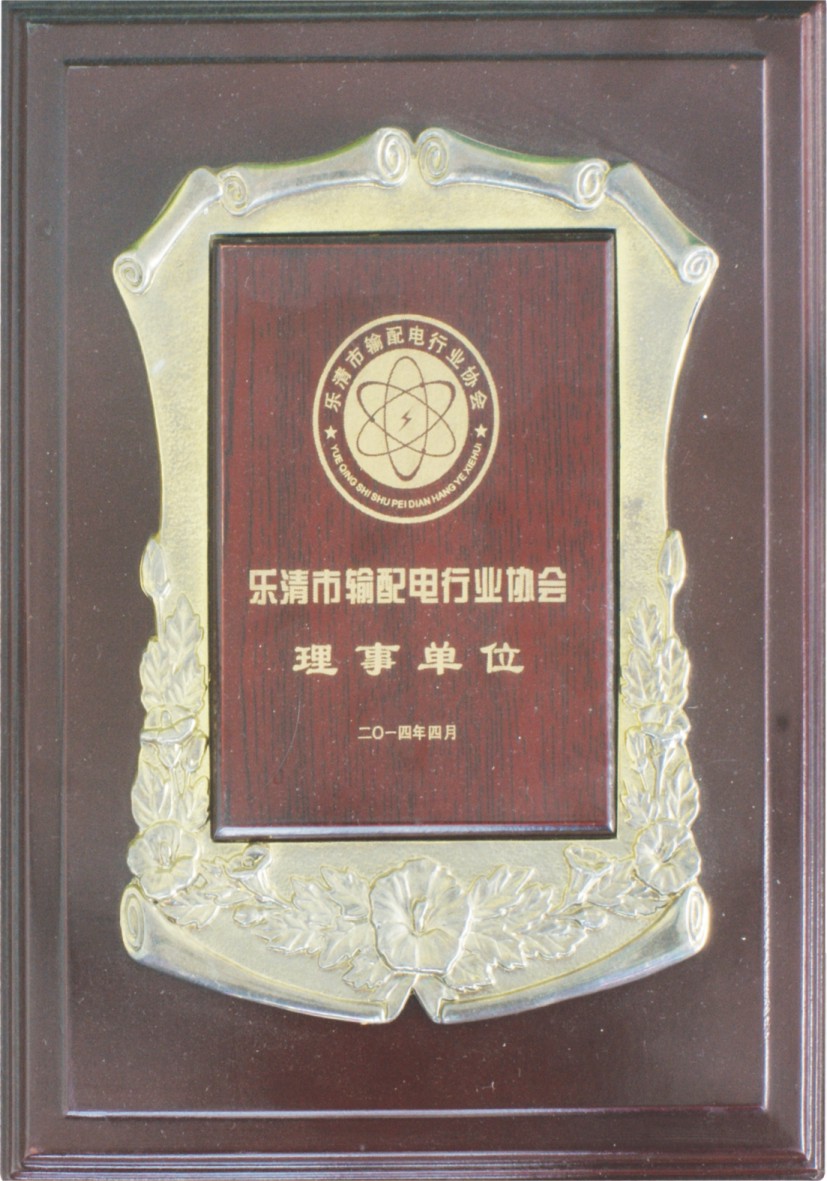 乐清市输配电行业协会
YUE QING SHI SHU PEI DIAN HANG YE XIEHUI
乐清市输配电行业协会
理事单位
二〇一四年四月